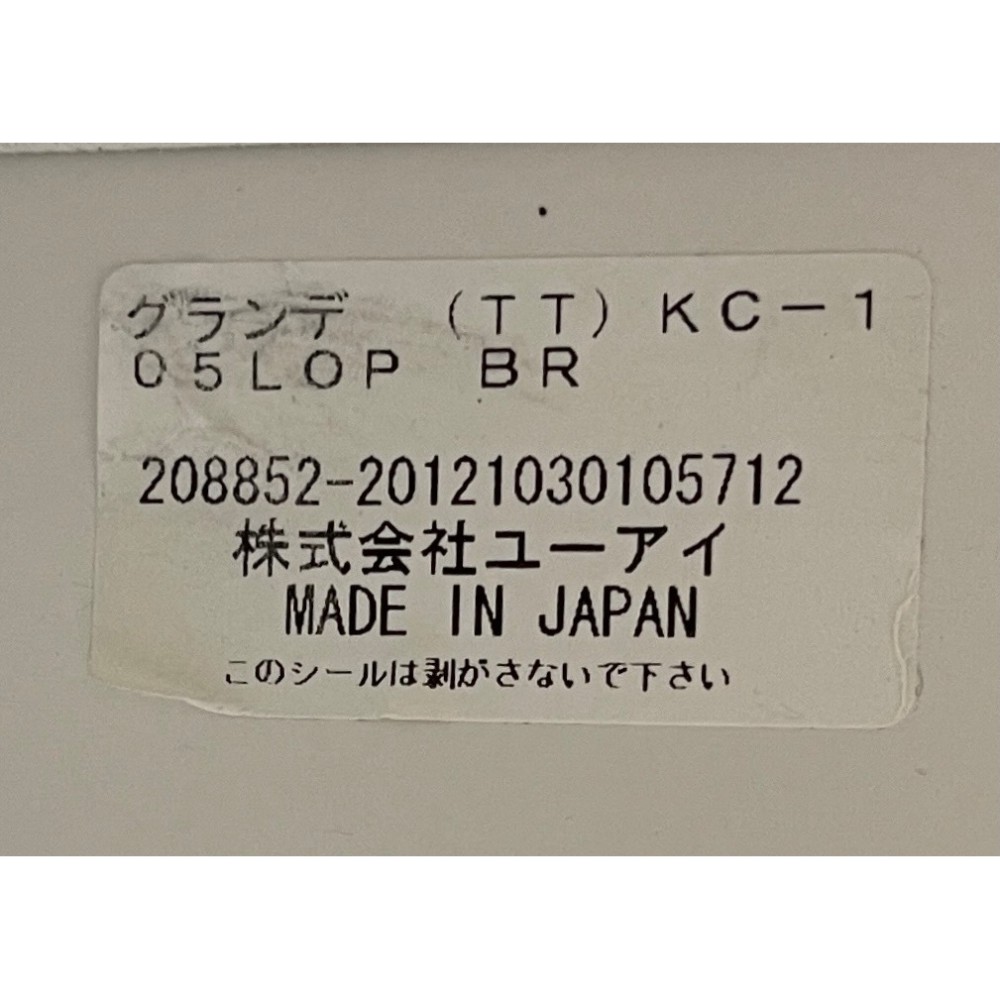 グランデ　（ＴＴ）ＫＣ－１
０５ＬＯＰ　ＢＲ
208852-20121030105712
株式会社ユーアイ
MADE IN JAPAN
このシールは剥がさないで下さい